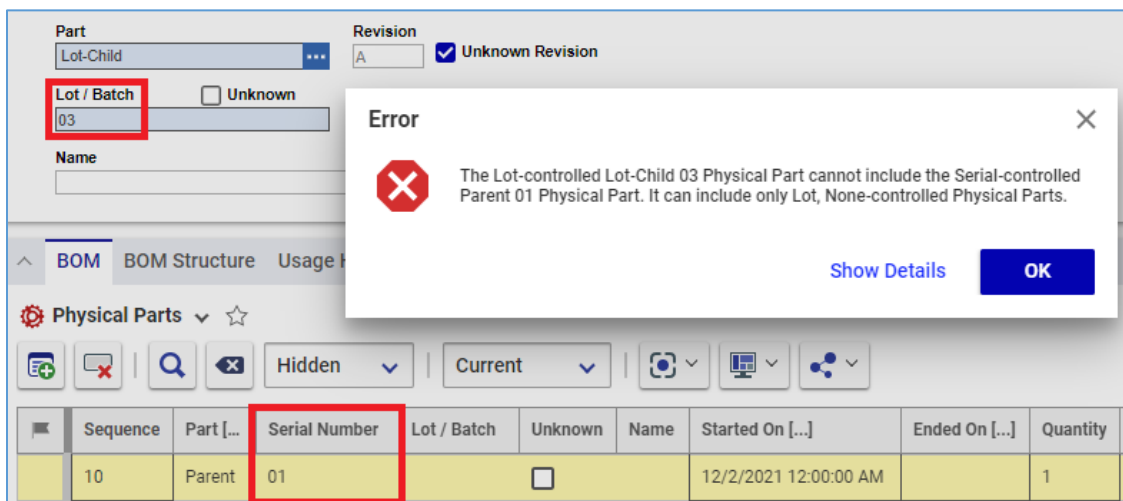 Part
Revision
Lot-Child
A
Unknown Revision
Lot / Batch
Unknown
03
Name
Error
The Lot-controlled Lot-Child 03 Physical Part cannot include the Serial-controlled
Parent 01 Physical Part. It can include only Lot, None-controlled Physical Parts.
Show Details
OK
BOM
BOM Structure
Usage
Physical Parts
Hidden
Current
Sequence
Part [...
Serial Number
Lot / Batch
Unknown
Name
Started On [...]
Ended On [...]
Quantity
10
Parent
01
12/2/2021 12:00:00 AM
1